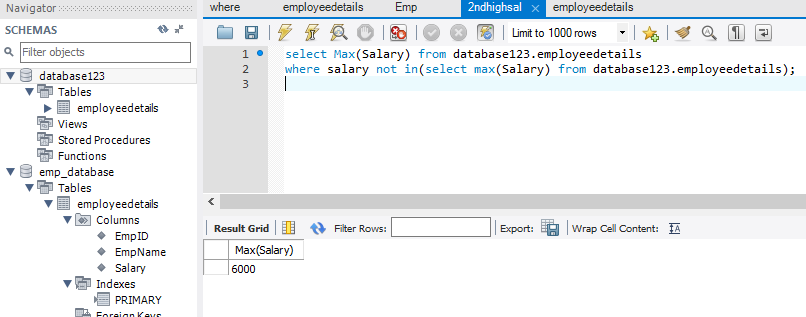 Navigator
where employeedetails Emp 2ndhighsal employeedetails
SCHEMAS
Limit to 1000 rows
Filter objects
1 select Max(Salary) from database123.employeedetails
2 where salary not in(select max(Salary) from database123.employeedetails);
3
database123
Tables
employeedetails
Views
Stored Procedures
Functions
emp_database
Tables
employeedetails
Columns
EmpID
EmpName
Salary
Indexes
PRIMARY
Foreign Keys
Result Grid Filter Rows: Export: Wrap Cell Content:
Max(Salary)
6000